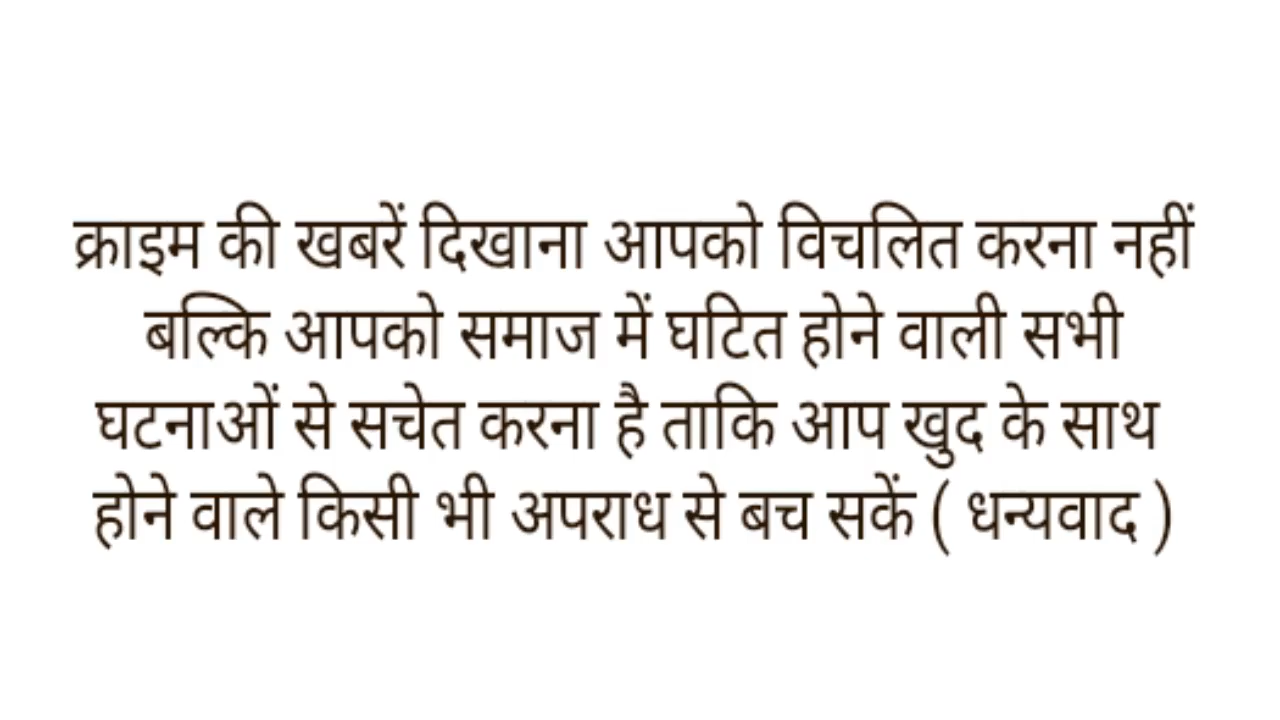 क्राइम की खबरें दिखाना आपको विचलित करना नहीं
बल्कि आपको समाज में घटित होने वाली सभी
घटनाओं से सचेत करना है ताकि आप खुद के साथ
होने वाले किसी भी अपराध से बच सकें ( धन्यवाद )